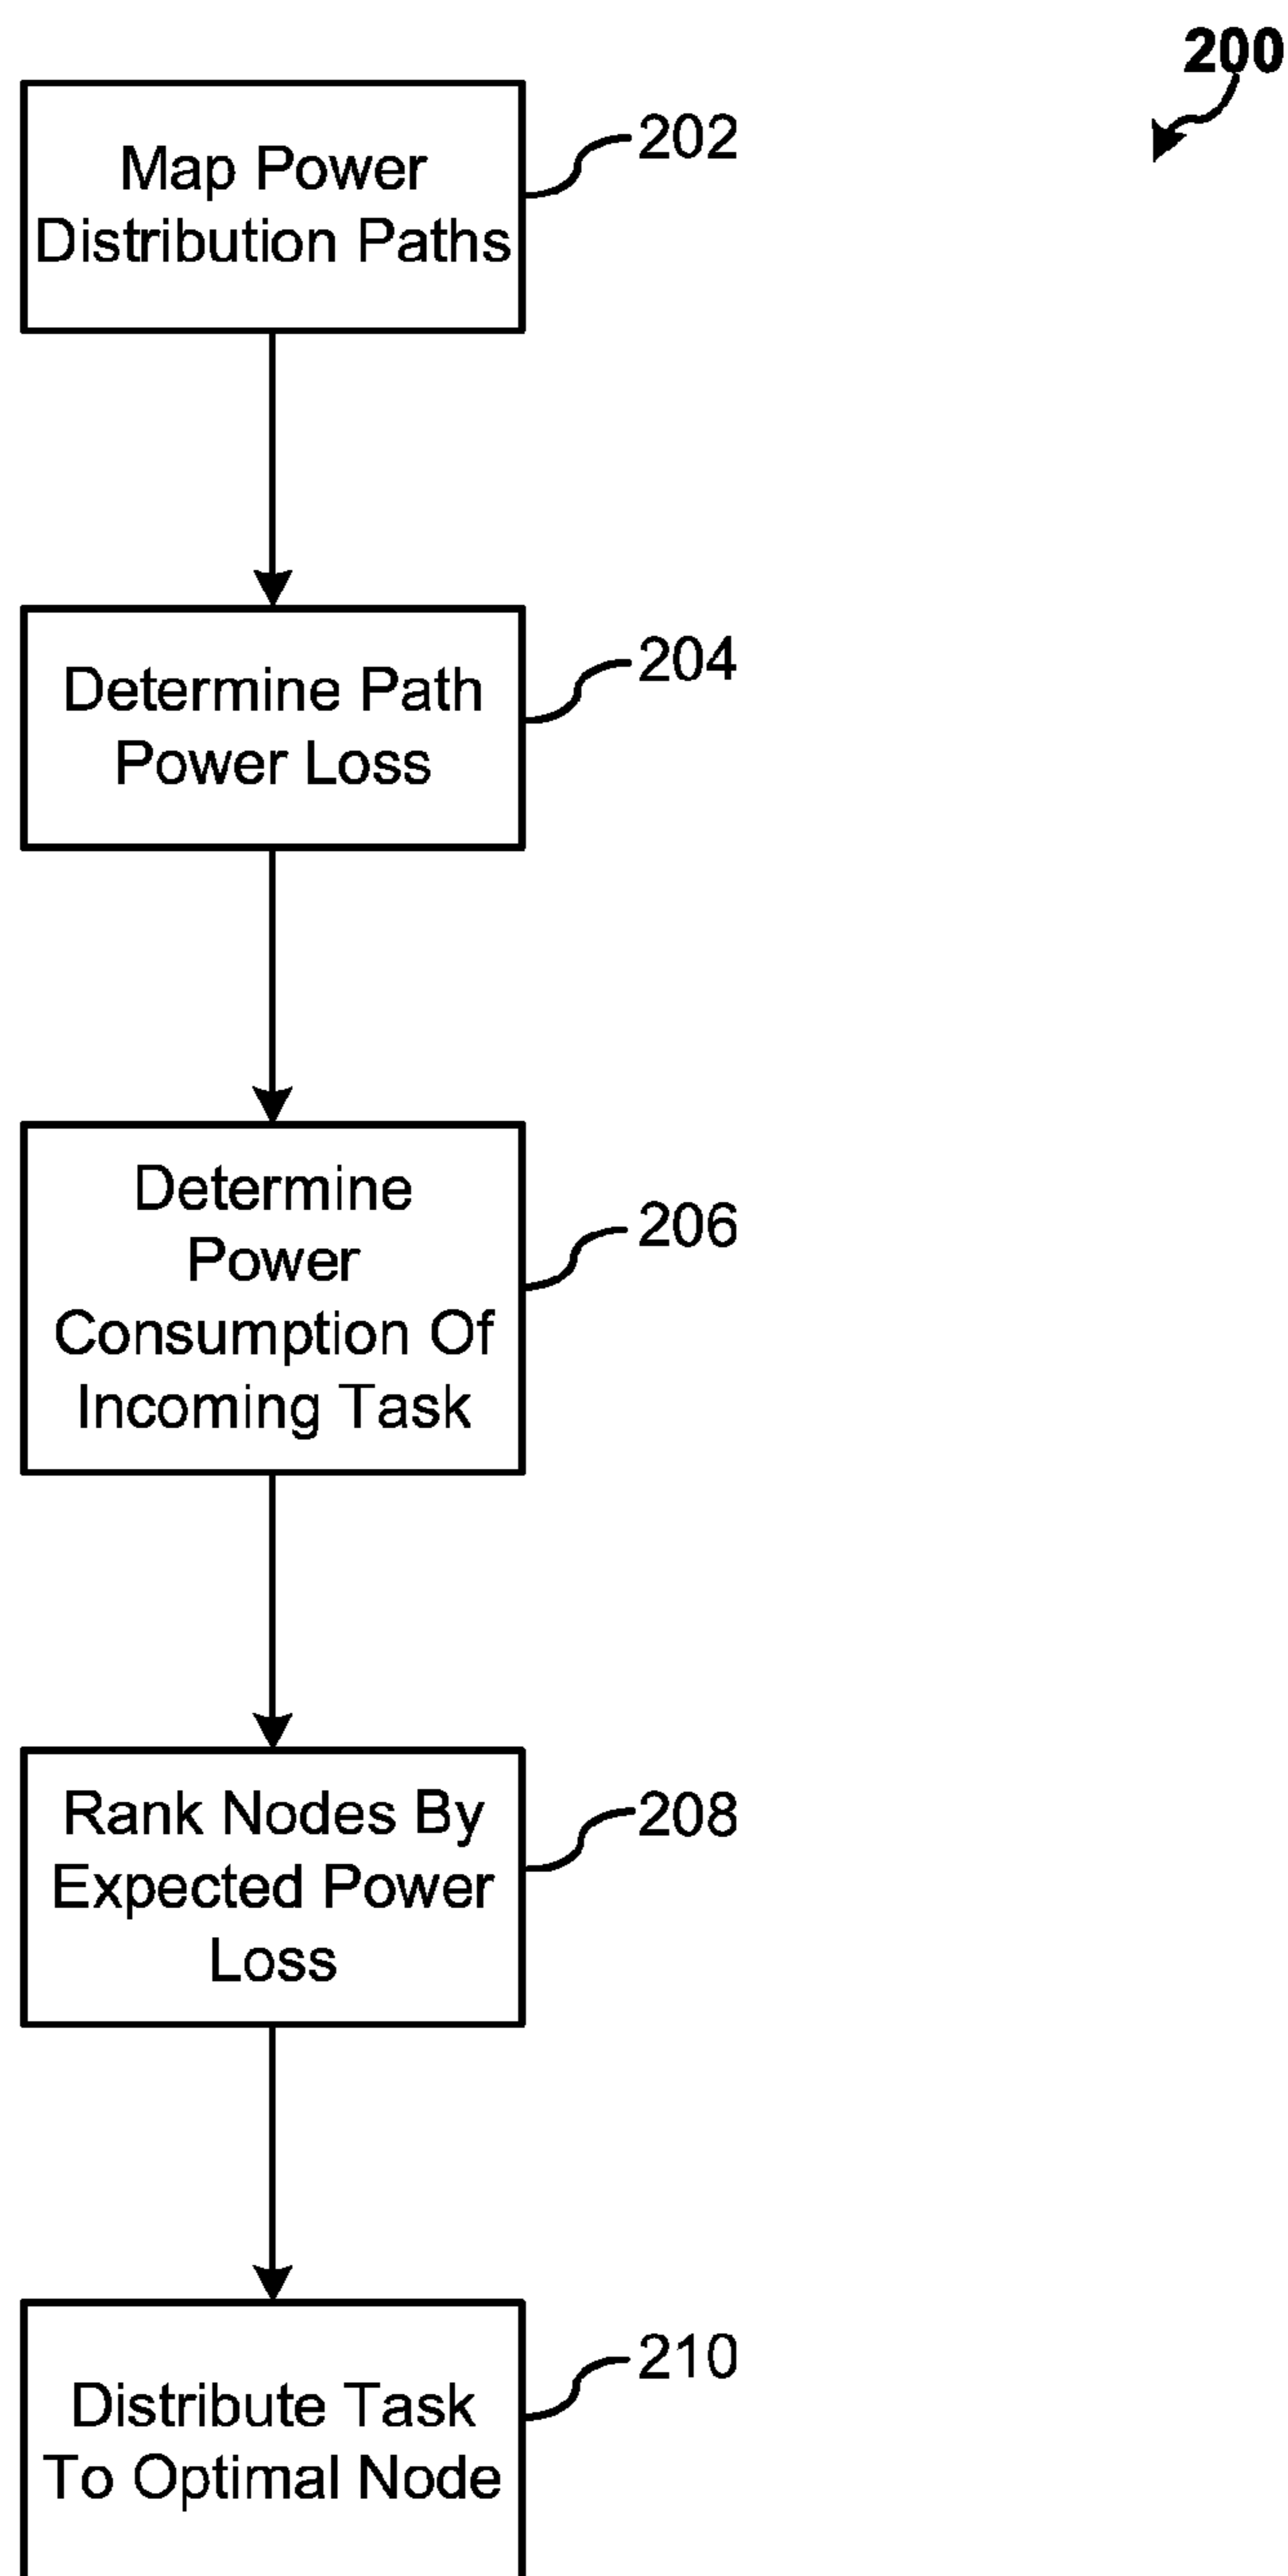 200
Map Power
Distribution Paths
202
Determine Path
Power Loss
204
Determine
Power
Consumption Of
Incoming Task
206
Rank Nodes By
Expected Power
Loss
208
Distribute Task
To Optimal Node
210